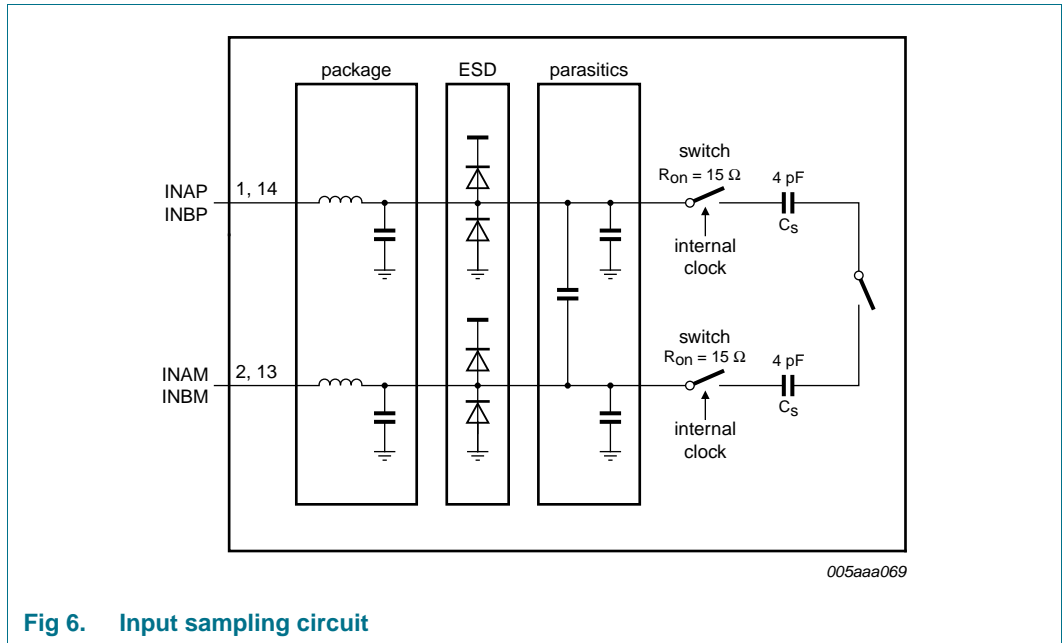 package ESD parasitics
switch
Ron = 15 Ω
4 pF
INAP
INBP
1, 14
internal
clock
Cs
switch
Ron = 15 Ω
4 pF
INAM
INBM
2, 13
internal
clock
Cs
005aaa069
Fig 6. Input sampling circuit